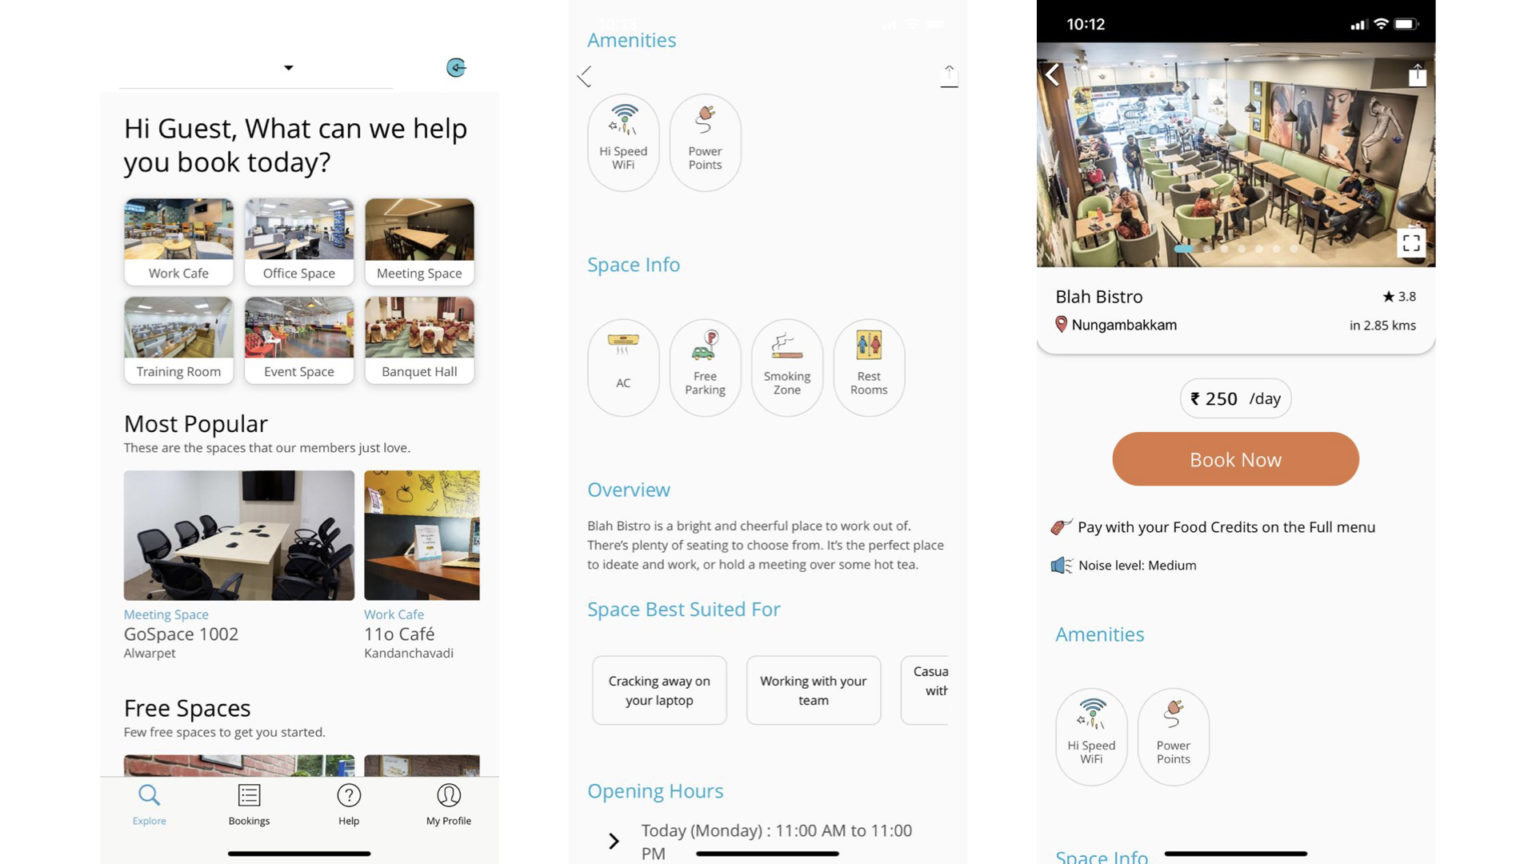 Hi Guest, What can we help
you book today?
Work Cafe
Office Space
Meeting Space
Training Room
Event Space
Banquet Hall
Most Popular
These are the spaces that our members just love.
Meeting Space
GoSpace 1002
Alwarpet
Work Cafe
11o Café
Kandanchavadi
Free Spaces
Few free spaces to get you started.
Explore
Bookings
Help
My Profile
Amenities
Hi Speed
WiFi
Power
Points
Space Info
AC
Free
Parking
Smoking
Zone
Rest
Rooms
Overview
Blah Bistro is a bright and cheerful place to work out of.
There's plenty of seating to choose from. It's the perfect place
to ideate and work, or hold a meeting over some hot tea.
Space Best Suited For
Cracking away on
your laptop
Working with your
team
Casua
with
Opening Hours
Today (Monday) : 11:00 AM to 11:00
PM
10:12
Blah Bistro
★ 3.8
Nungambakkam
in 2.85 kms
₹ 250 /day
Book Now
Pay with your Food Credits on the Full menu
Noise level: Medium
Amenities
Hi Speed
WiFi
Power
Points
Space Info